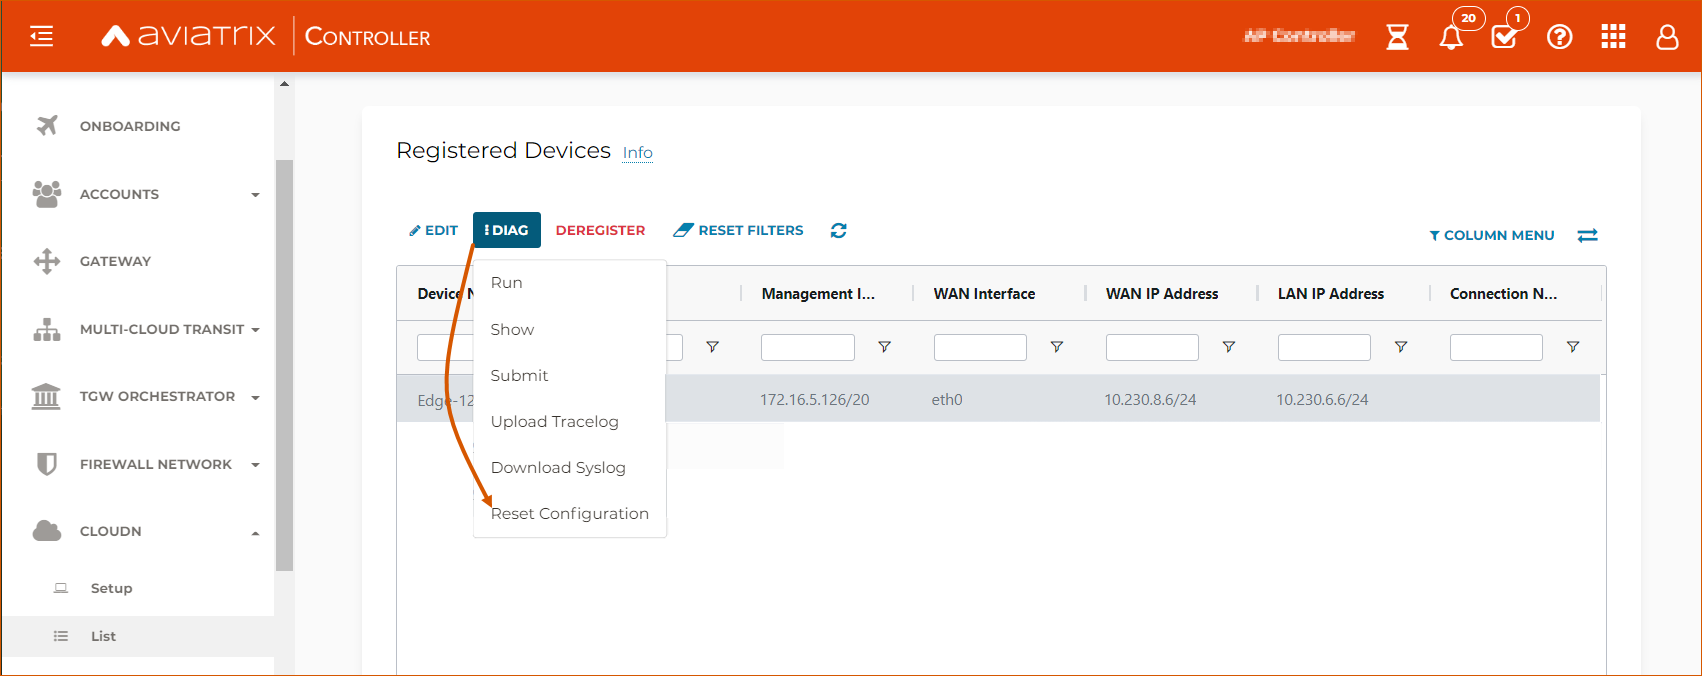 AVIATRIX CONTROLLER
AP Controller
20
1
ONBOARDING
ACCOUNTS
GATEWAY
MULTI-CLOUD TRANSIT
TGW ORCHESTRATOR
FIREWALL NETWORK
CLOUDN
Setup
List
Registered Devices Info
EDIT DIAG DEREGISTER RESET FILTERS
COLUMN MENU
Device N Management I... WAN Interface WAN IP Address LAN IP Address Connection N...
Edge-12 172.16.5.126/20 eth0 10.230.8.6/24 10.230.6.6/24
Run
Show
Submit
Upload Tracelog
Download Syslog
Reset Configuration